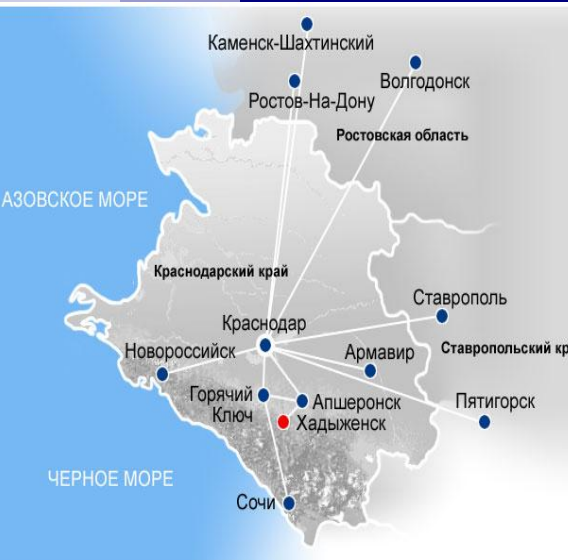 Каменск-Шахтинский
Волгодонск
Ростов-На-Дону
Ростовская область
АЗОВСКОЕ МОРЕ
Краснодарский край
Ставрополь
Краснодар
Новороссийск
Армавир
Ставропольский кр
Горячий
Ключ
Апшеронск
Пятигорск
Хадыженск
ЧЕРНОЕ МОРЕ
Сочи